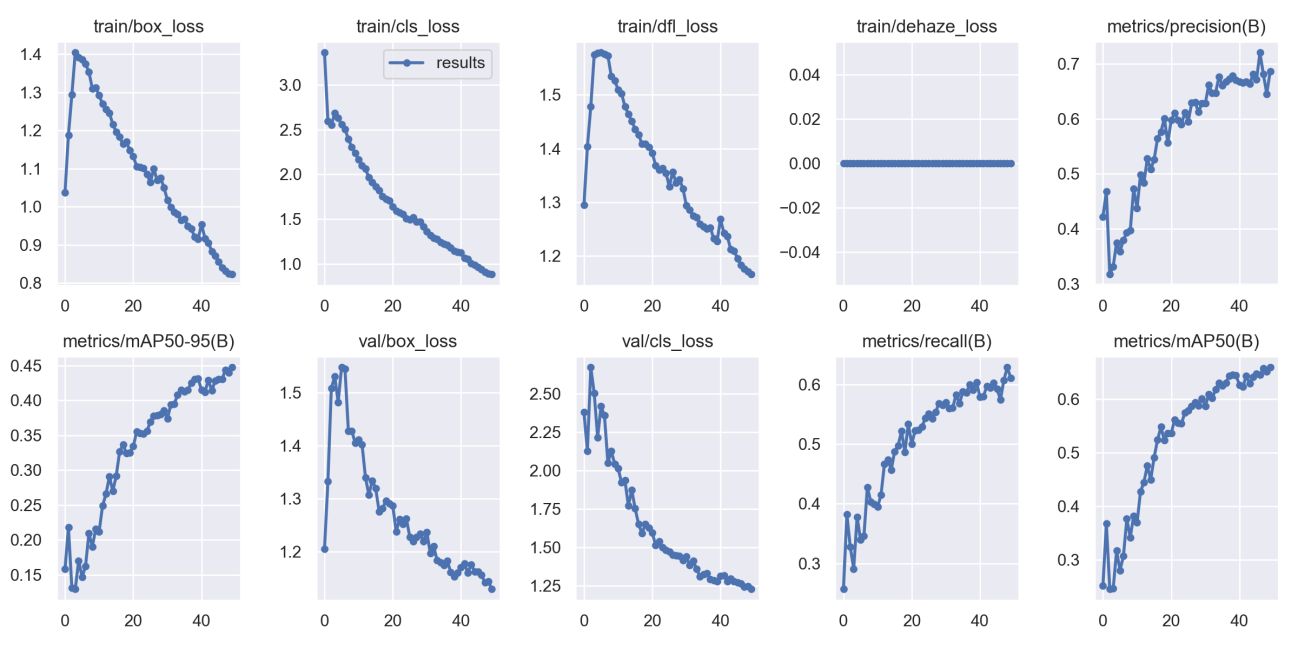 train/box_loss
train/cls_loss
train/dfl_loss
train/dehaze_loss
metrics/precision(B)
1.4
1.3
1.2
1.1
1.0
0.9
0.8
0 20 40
results
3.0
2.5
2.0
1.5
1.0
0 20 40
1.5
1.4
1.3
1.2
0 20 40
0.04
0.02
0.00
−0.02
−0.04
0 20 40
0.7
0.6
0.5
0.4
0.3
0 20 40
metrics/mAP50-95(B)
val/box_loss
val/cls_loss
metrics/recall(B)
metrics/mAP50(B)
0.45
0.40
0.35
0.30
0.25
0.20
0.15
0 20 40
1.5
1.4
1.3
1.2
0 20 40
2.50
2.25
2.00
1.75
1.50
1.25
0 20 40
0.6
0.5
0.4
0.3
0 20 40
0.6
0.5
0.4
0.3
0 20 40